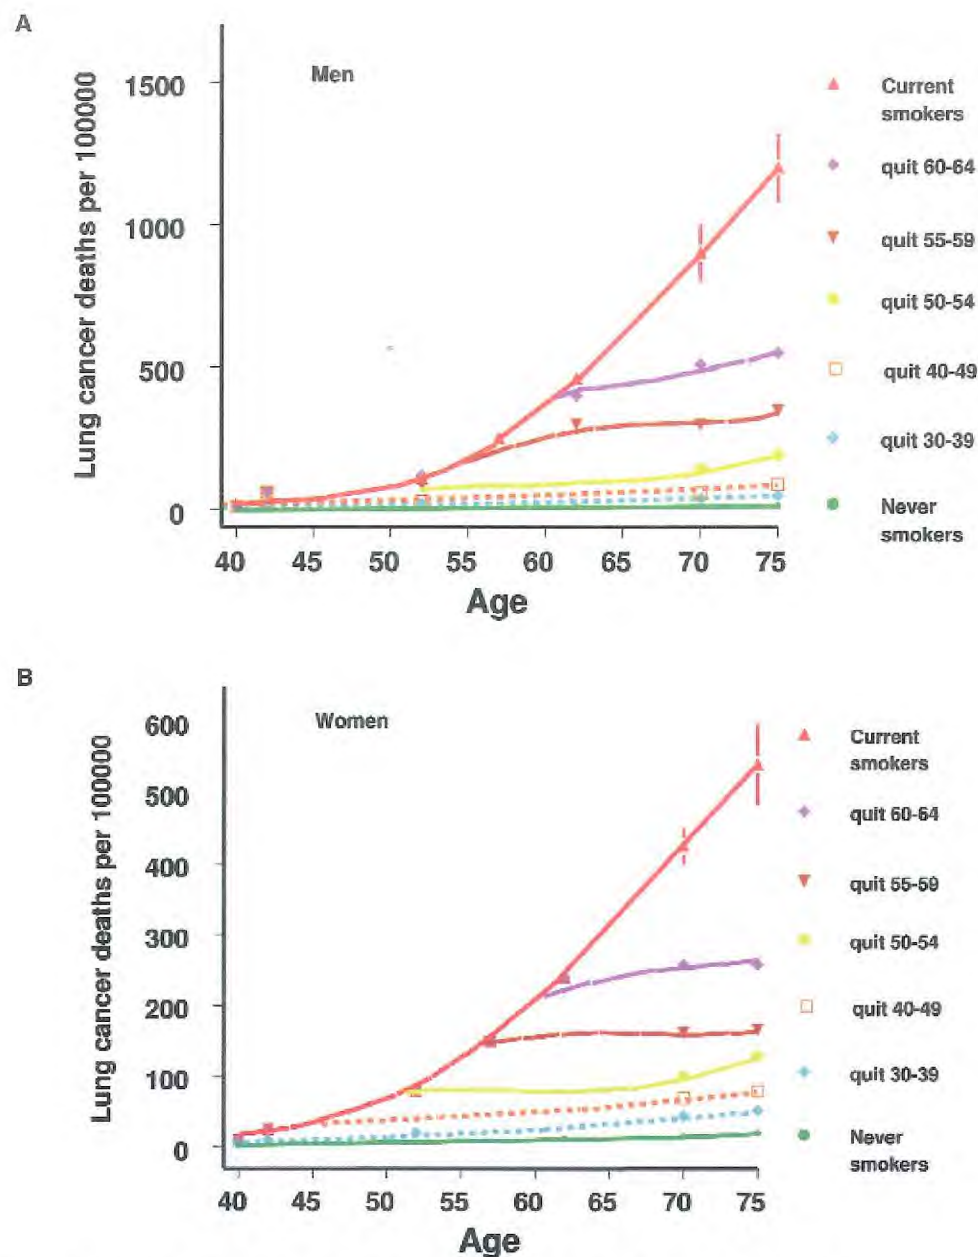 A
Men
Lung cancer deaths per 100000
1500
1000
500
0
40 45 50 55 60 65 70 75
Age
Current
smokers
quit 60-64
quit 55-59
quit 50-54
quit 40-49
quit 30-39
Never
smokers
B
Women
Lung cancer deaths per 100000
600
500
400
300
200
100
0
40 45 50 55 60 65 70 75
Age
Current
smokers
quit 60-64
quit 55-59
quit 50-54
quit 40-49
quit 30-39
Never
smokers